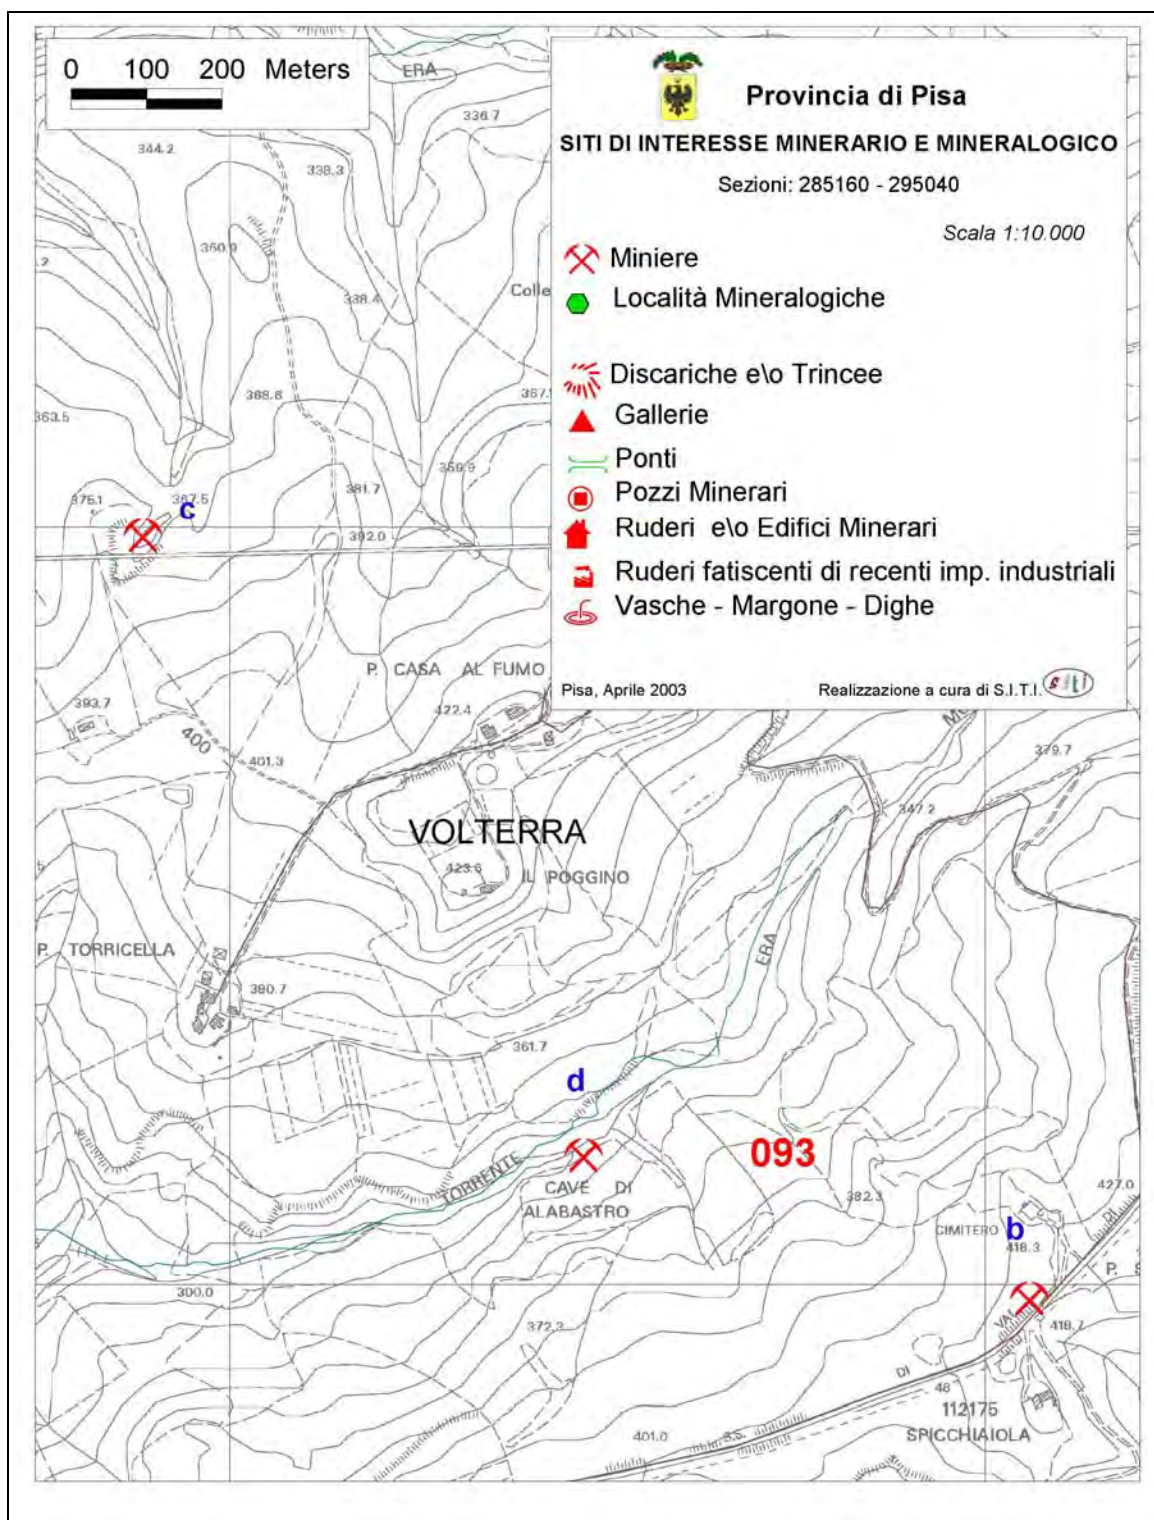 0 100 200 Meters
Provincia di Pisa
SITI DI INTERESSE MINERARIO E MINERALOGICO
Sezioni: 285160 - 295040
Scala 1:10.000
Miniere
Località Mineralogiche
Discariche e\o Trincee
Gallerie
Ponti
Pozzi Minerari
Ruderi e\o Edifici Minerari
Ruderi fatiscenti di recenti imp. industriali
Vasche - Margone - Dighe
Pisa, Aprile 2003
Realizzazione a cura di S.I.T.I.
siti
ERA
336.7
344.2
338.3
338.4
Colle
368.6
363.5
359.9
381.7
375.1
367.5
c
392.0
P. CASA AL FUMO
393.7
422.4
400
401.3
379.7
347.2
VOLTERRA
423.6
IL POGGINO
P. TORRICELLA
ERA
380.7
361.7
d
093
TORRENTE
CAVE DI
ALABASTRO
382.3
427.0
CIMITERO
b
418.3
DI
300.0
372.3
418.7
DI
48
112175
SPICCHIAIOLA
401.0
S.S.